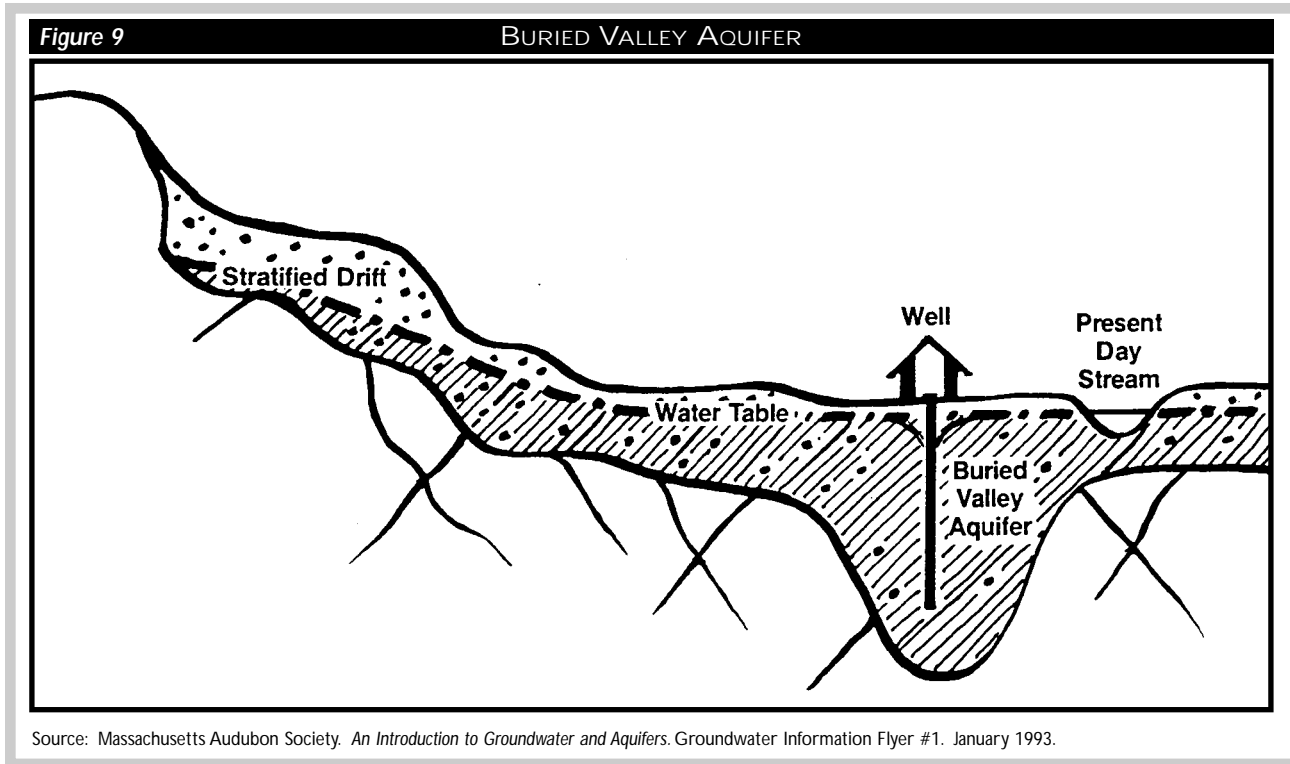 Figure 9
BURIED VALLEY AQUIFER
Stratified Drift
Well
Present
Day
Stream
Water Table
Buried
Valley
Aquifer
Source: Massachusetts Audubon Society. An Introduction to Groundwater and Aquifers. Groundwater Information Flyer #1. January 1993.